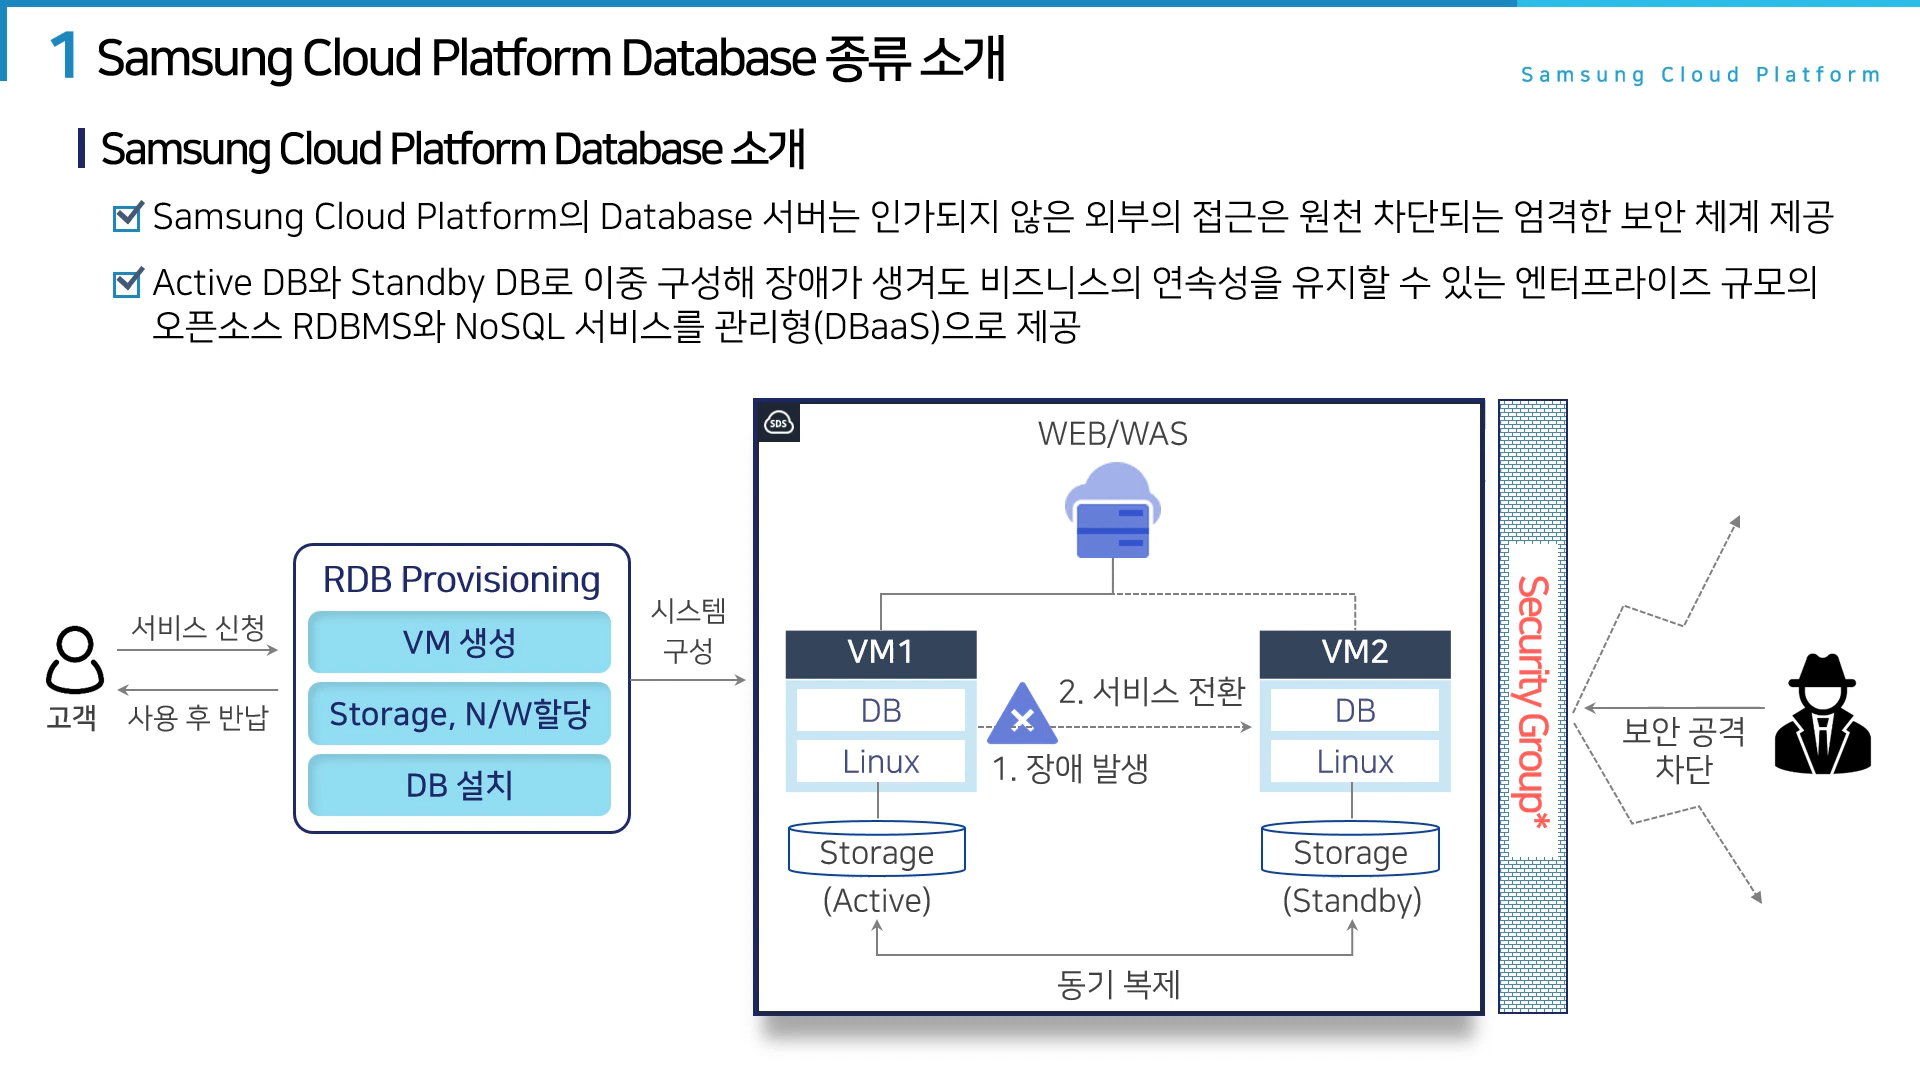 1 Samsung Cloud Platform Database 종류 소개
Samsung Cloud Platform
Samsung Cloud Platform Database 소개
Samsung Cloud Platform의 Database 서버는 인가되지 않은 외부의 접근은 원천 차단되는 엄격한 보안 체계 제공
Active DB와 Standby DB로 이중 구성해 장애가 생겨도 비즈니스의 연속성을 유지할 수 있는 엔터프라이즈 규모의
오픈소스 RDBMS와 NoSQL 서비스를 관리형(DBaaS)으로 제공
고객
서비스 신청
사용 후 반납
RDB Provisioning
VM 생성
Storage, N/W할당
DB 설치
시스템
구성
SDS
WEB/WAS
VM1
DB
Linux
Storage
(Active)
2. 서비스 전환
1. 장애 발생
VM2
DB
Linux
Storage
(Standby)
동기 복제
Security Group*
보안 공격
차단